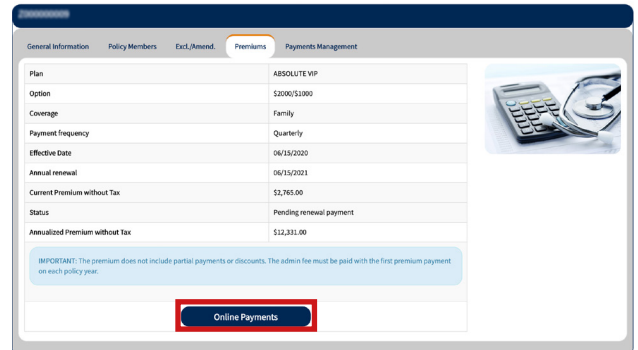 General Information Policy Members Excl./Amend. Premiums Payments Management
Plan ABSOLUTE VIP
Option $2000/$1000
Coverage Family
Payment frequency Quarterly
Effective Date 06/15/2020
Annual renewal 06/15/2021
Current Premium without Tax $2,765.00
Status Pending renewal payment
Annualized Premium without Tax $12,331.00
IMPORTANT: The premium does not include partial payments or discounts. The admin fee must be paid with the first premium payment
on each policy year.
Online Payments